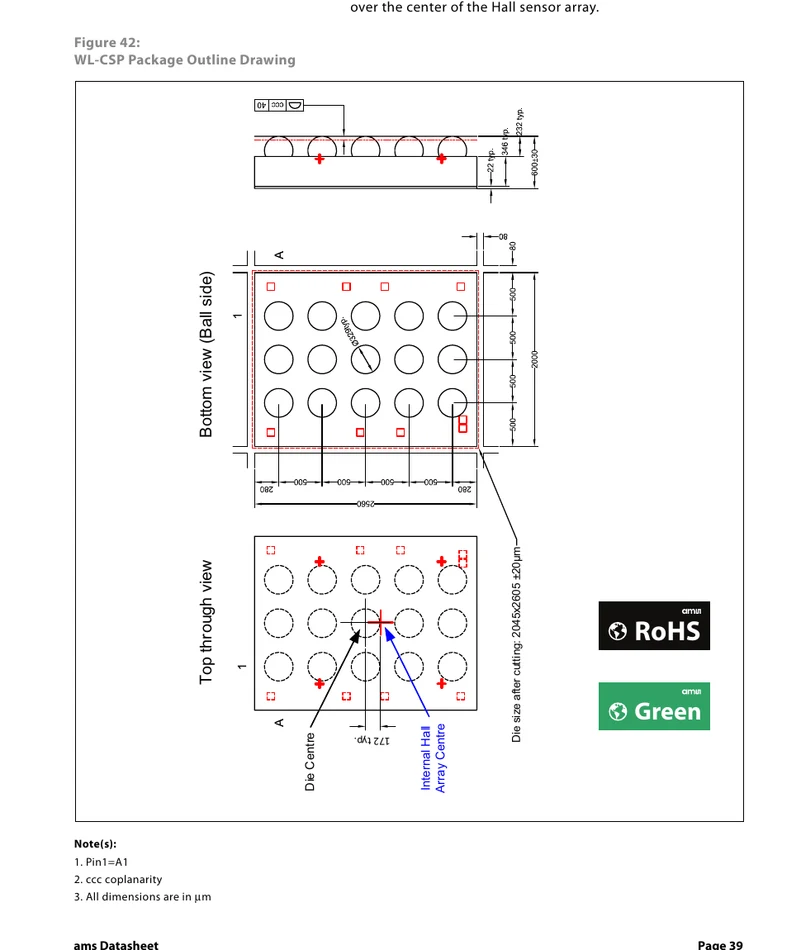 over the center of the Hall sensor array.
Figure 42:
WL-CSP Package Outline Drawing
40
ccc
232 typ.
346 typ.
22 typ.
600±30
80
80
A
1
Bottom view (Ball side)
Ø329typ.
500
500
500
500
2000
280
500
500
500
500
280
2560
Top through view
1
A
172 typ.
Die Centre
Internal Hall
Array Centre
Die size after cutting: 2045x2605 ±20µm
amu
RoHS
amu
Green
Note(s):
1. Pin1=A1
2. ccc coplanarity
3. All dimensions are in µm
ams Datasheet
Page 39